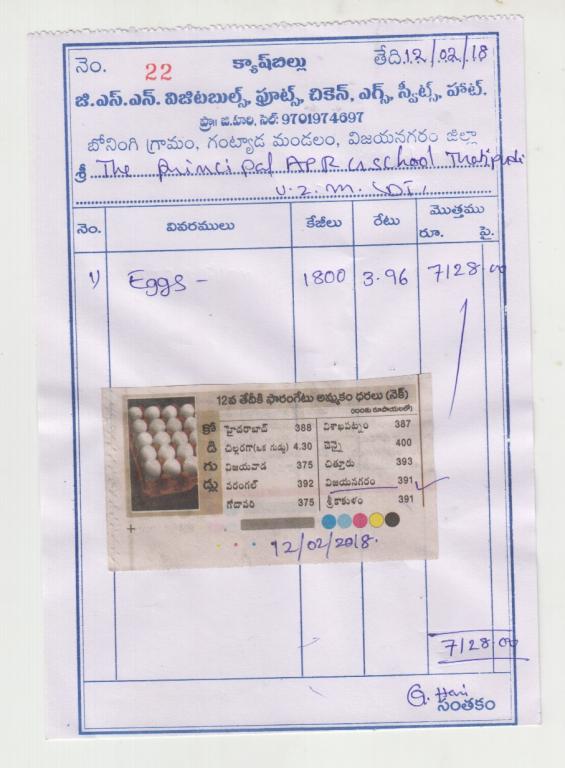 నెం. 22 క్యాష్‌బిల్లు తేది: 12/02/18
జి.ఎస్.ఎన్. విజిటబుల్స్, ఫ్రూట్స్, చికెన్, ఎగ్స్, స్వీట్స్, హాట్.
ప్రొ॥ జి.హరి, సెల్: 9701974697
బోనింగి గ్రామం, గంట్యాడ మండలం, విజయనగరం జిల్లా
శ్రీ The Principal APR School
నెం. వివరములు కేజీలు రేటు మొత్తము
రూ. పై.
1) Eggs - 1800 3.96 7128.00
12వ తేదీకి ఫారంగేటు అమ్మకం ధరలు (నెక్)
(వందకు రూపాయలలో)
కోడిగుడ్లు
హైదరాబాద్ 388 విశాఖపట్నం 387
చిల్లరగా(ఒక గుడ్డు) 4.30 చెన్నై 400
విజయవాడ 375 చిత్తూరు 393
వరంగల్ 392 విజయనగరం 391
గోదావరి 375 శ్రీకాకుళం 391
12/02/2018.
7128.00
G. Hari
సంతకం